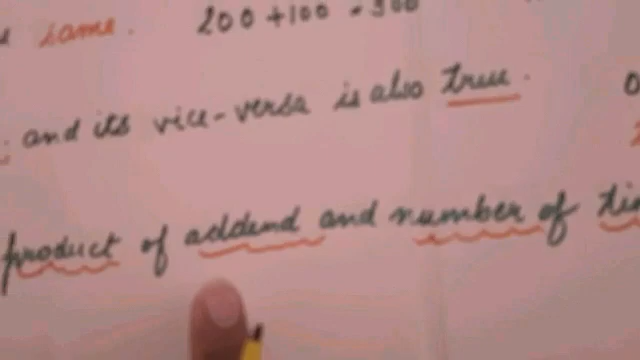 same. 200 + 100 = 300
and its vice-versa is also true.
product of addend and number of